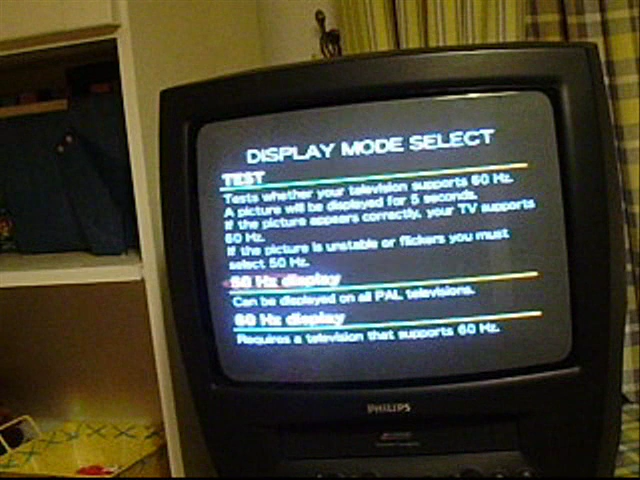 DISPLAY MODE SELECT
TEST
Tests whether your television supports 60 Hz.
A picture will be displayed for 5 seconds.
If the picture appears correctly, your TV supports
60 Hz.
If the picture is unstable or flickers you must
select 50 Hz.
50 Hz display
Can be displayed on all PAL televisions.
60 Hz display
Requires a television that supports 60 Hz.
PHILIPS